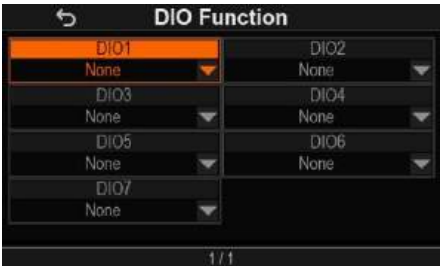 DIO Function
DIO1
DIO2
None
None
DIO3
DIO4
None
None
DIO5
DIO6
None
None
DIO7
None
1 / 1